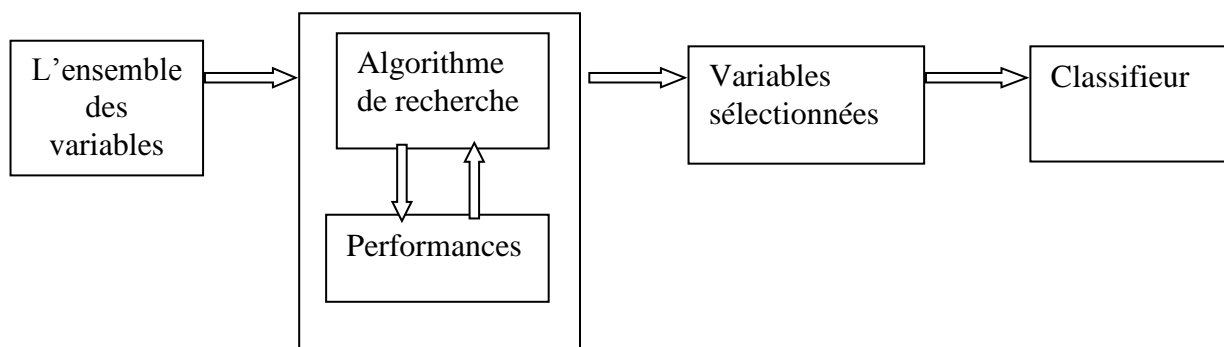 L’ensemble
des
variables
Algorithme
de recherche
Performances
Variables
sélectionnées
Classifieur